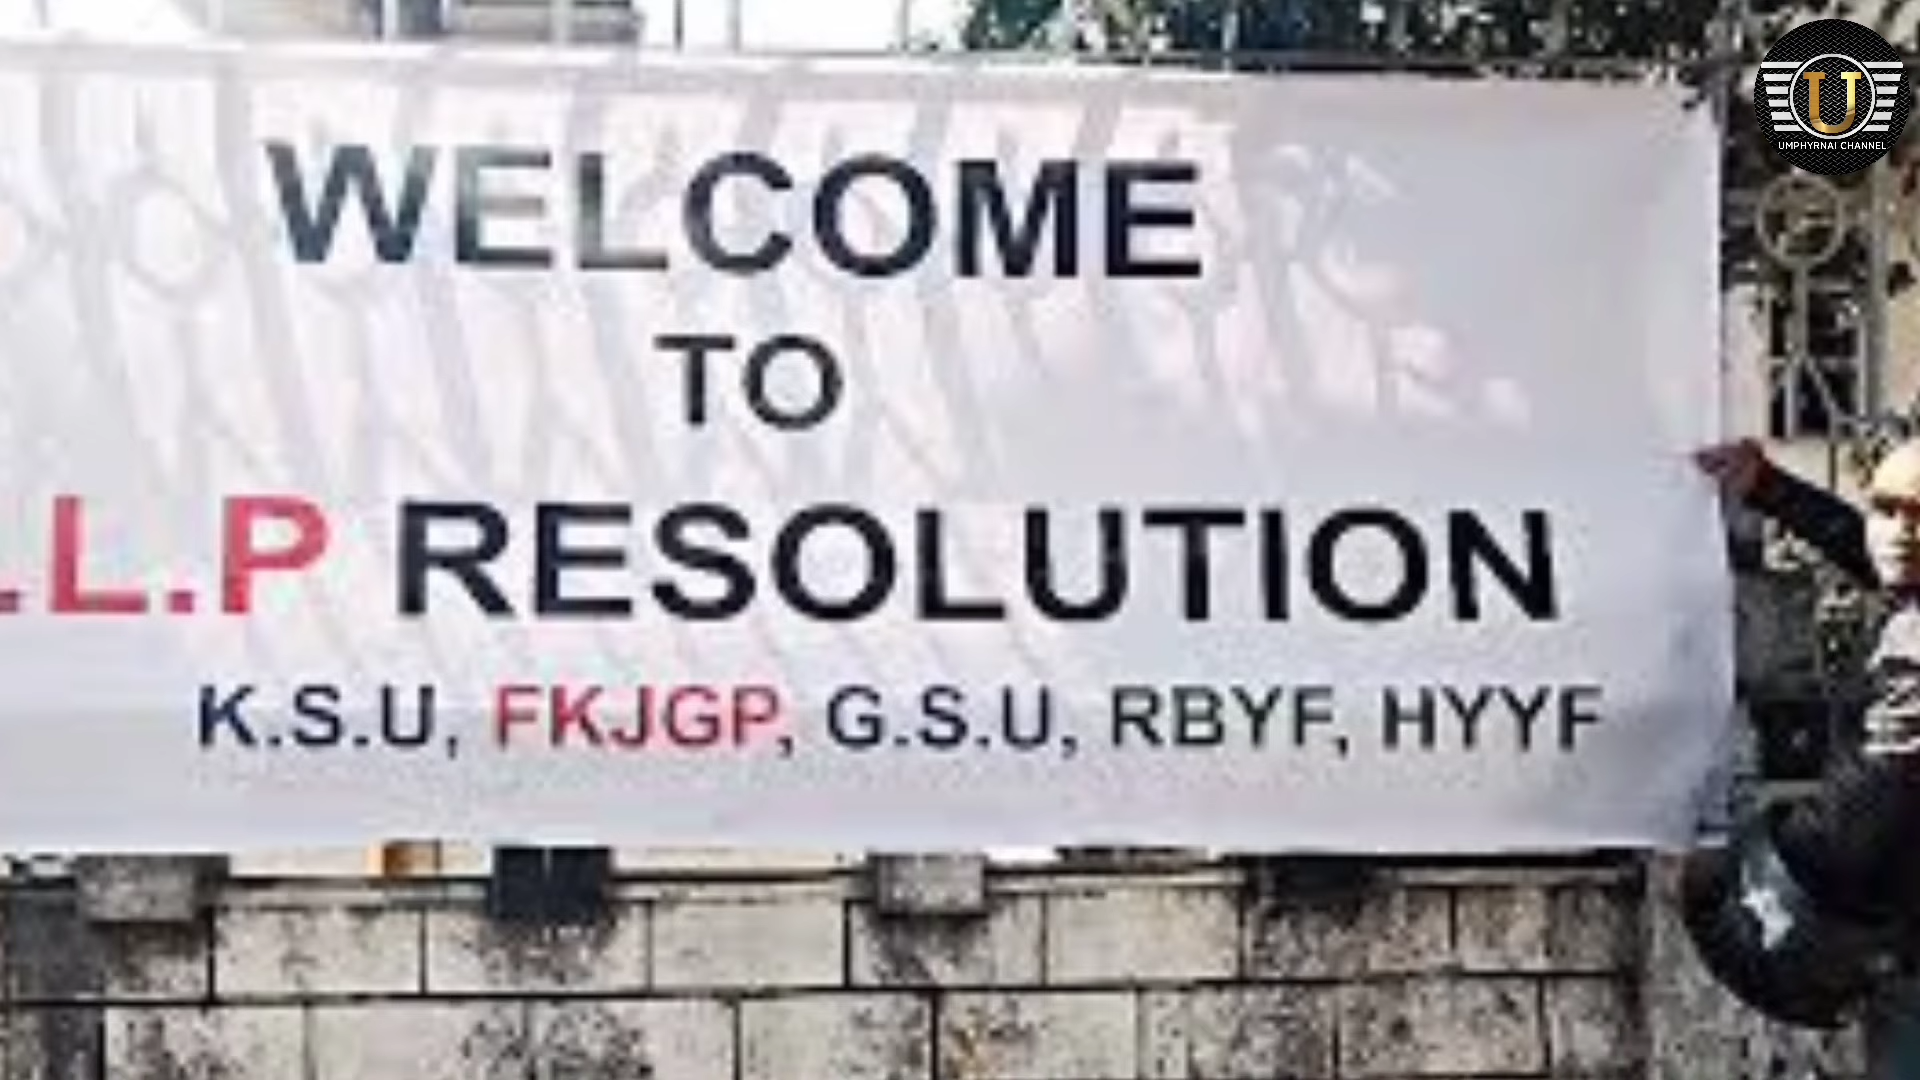 WELCOME
TO
.L.P RESOLUTION
K.S.U, FKJGP, G.S.U, RBYF, HYYF
U
UMPHYRNAI CHANNEL